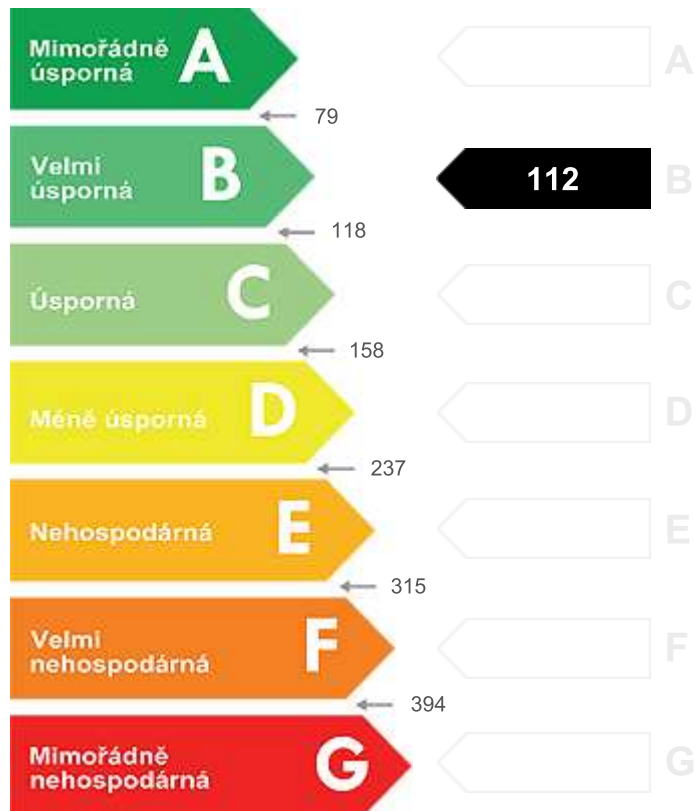 Mimořádně
úsporná
A
A
79
Velmi
úsporná
B
112
B
118
Úsporná
C
C
158
Méně úsporná
D
D
237
Nehospodárná
E
E
315
Velmi
nehospodárná
F
F
394
Mimořádně
nehospodárná
G
G